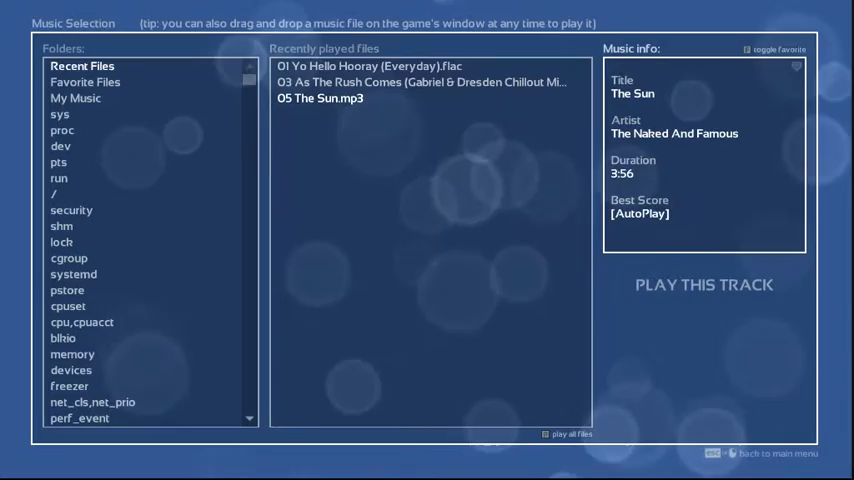 Music Selection (tip: you can also drag and drop a music file on the game's window at any time to play it)
Folders:
Recent Files
Favorite Files
My Music
sys
proc
dev
pts
run
/
security
shm
lock
cgroup
systemd
pstore
cpuset
cpu,cpuacct
blkio
memory
devices
freezer
net_cls,net_prio
perf_event
Recently played files
01 Yo Hello Hooray (Everyday).flac
03 As The Rush Comes (Gabriel & Dresden Chillout Mi...
05 The Sun.mp3
play all files
Music info:
toggle favorite
Title
The Sun
Artist
The Naked And Famous
Duration
3:56
Best Score
[AutoPlay]
PLAY THIS TRACK
esc or back to main menu